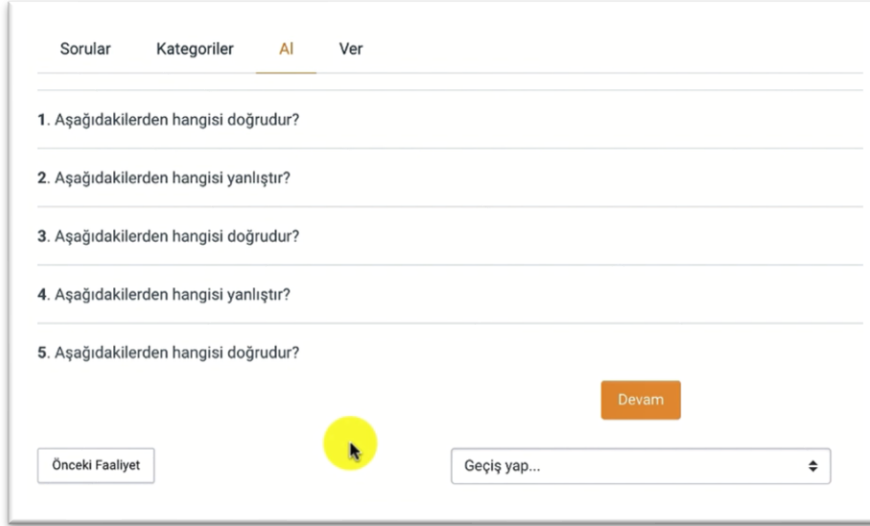 Sorular Kategoriler Al Ver
1. Aşağıdakilerden hangisi doğrudur?
2. Aşağıdakilerden hangisi yanlıştır?
3. Aşağıdakilerden hangisi doğrudur?
4. Aşağıdakilerden hangisi yanlıştır?
5. Aşağıdakilerden hangisi doğrudur?
Devam
Önceki Faaliyet Geçiş yap...